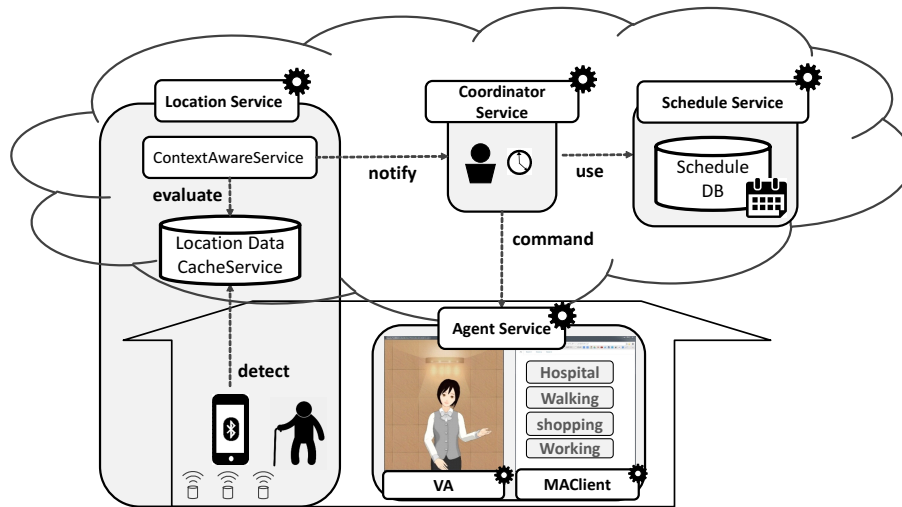 Location Service
Coordinator
Service
Schedule Service
ContextAwareService
notify
use
Schedule
DB
evaluate
Location Data
CacheService
command
Agent Service
detect
Hospital
Walking
shopping
Working
VA
MAClient